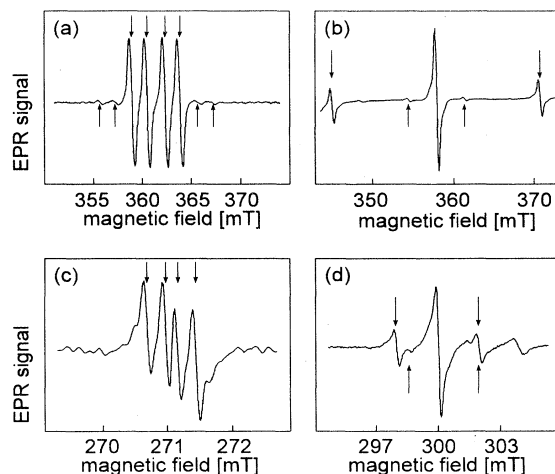 (a)
(b)
EPR signal
355 360 365 370
350 360 370
magnetic field [mT]
magnetic field [mT]
(c)
(d)
EPR signal
270 271 272
297 300 303
magnetic field [mT]
magnetic field [mT]